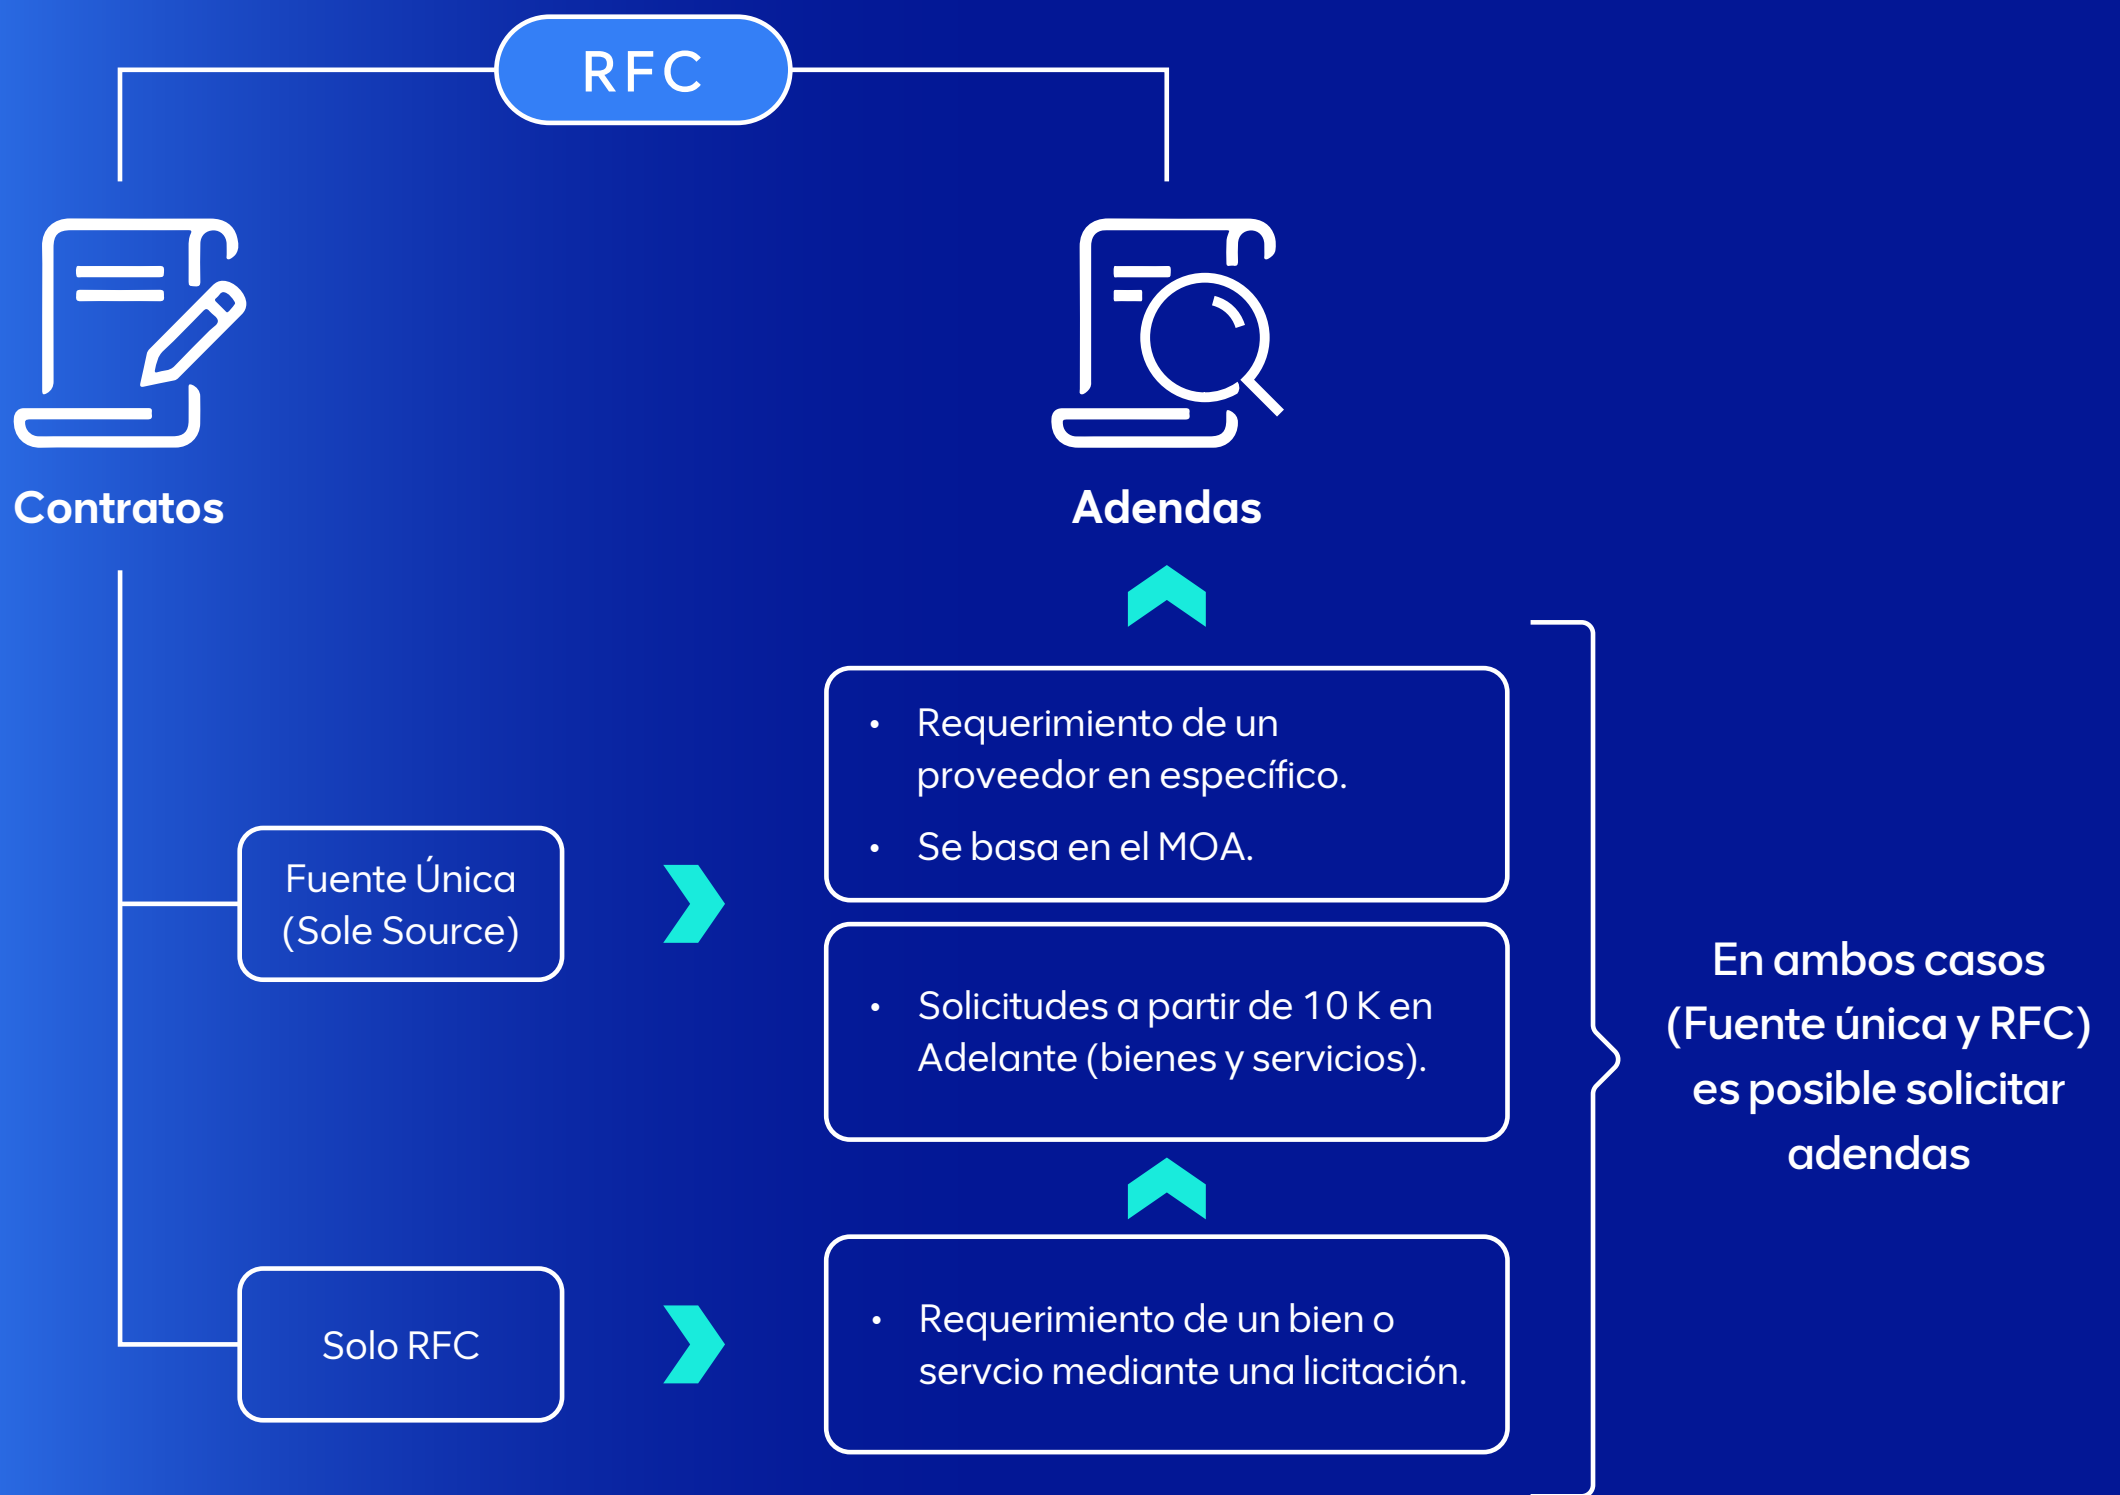 RFC
Contratos
Adendas
Fuente Única
(Sole Source)
• Requerimiento de un
proveedor en específico.
• Se basa en el MOA.
• Solicitudes a partir de 10 K en
Adelante (bienes y servicios).
Solo RFC
• Requerimiento de un bien o
servcio mediante una licitación.
En ambos casos
(Fuente única y RFC)
es posible solicitar
adendas